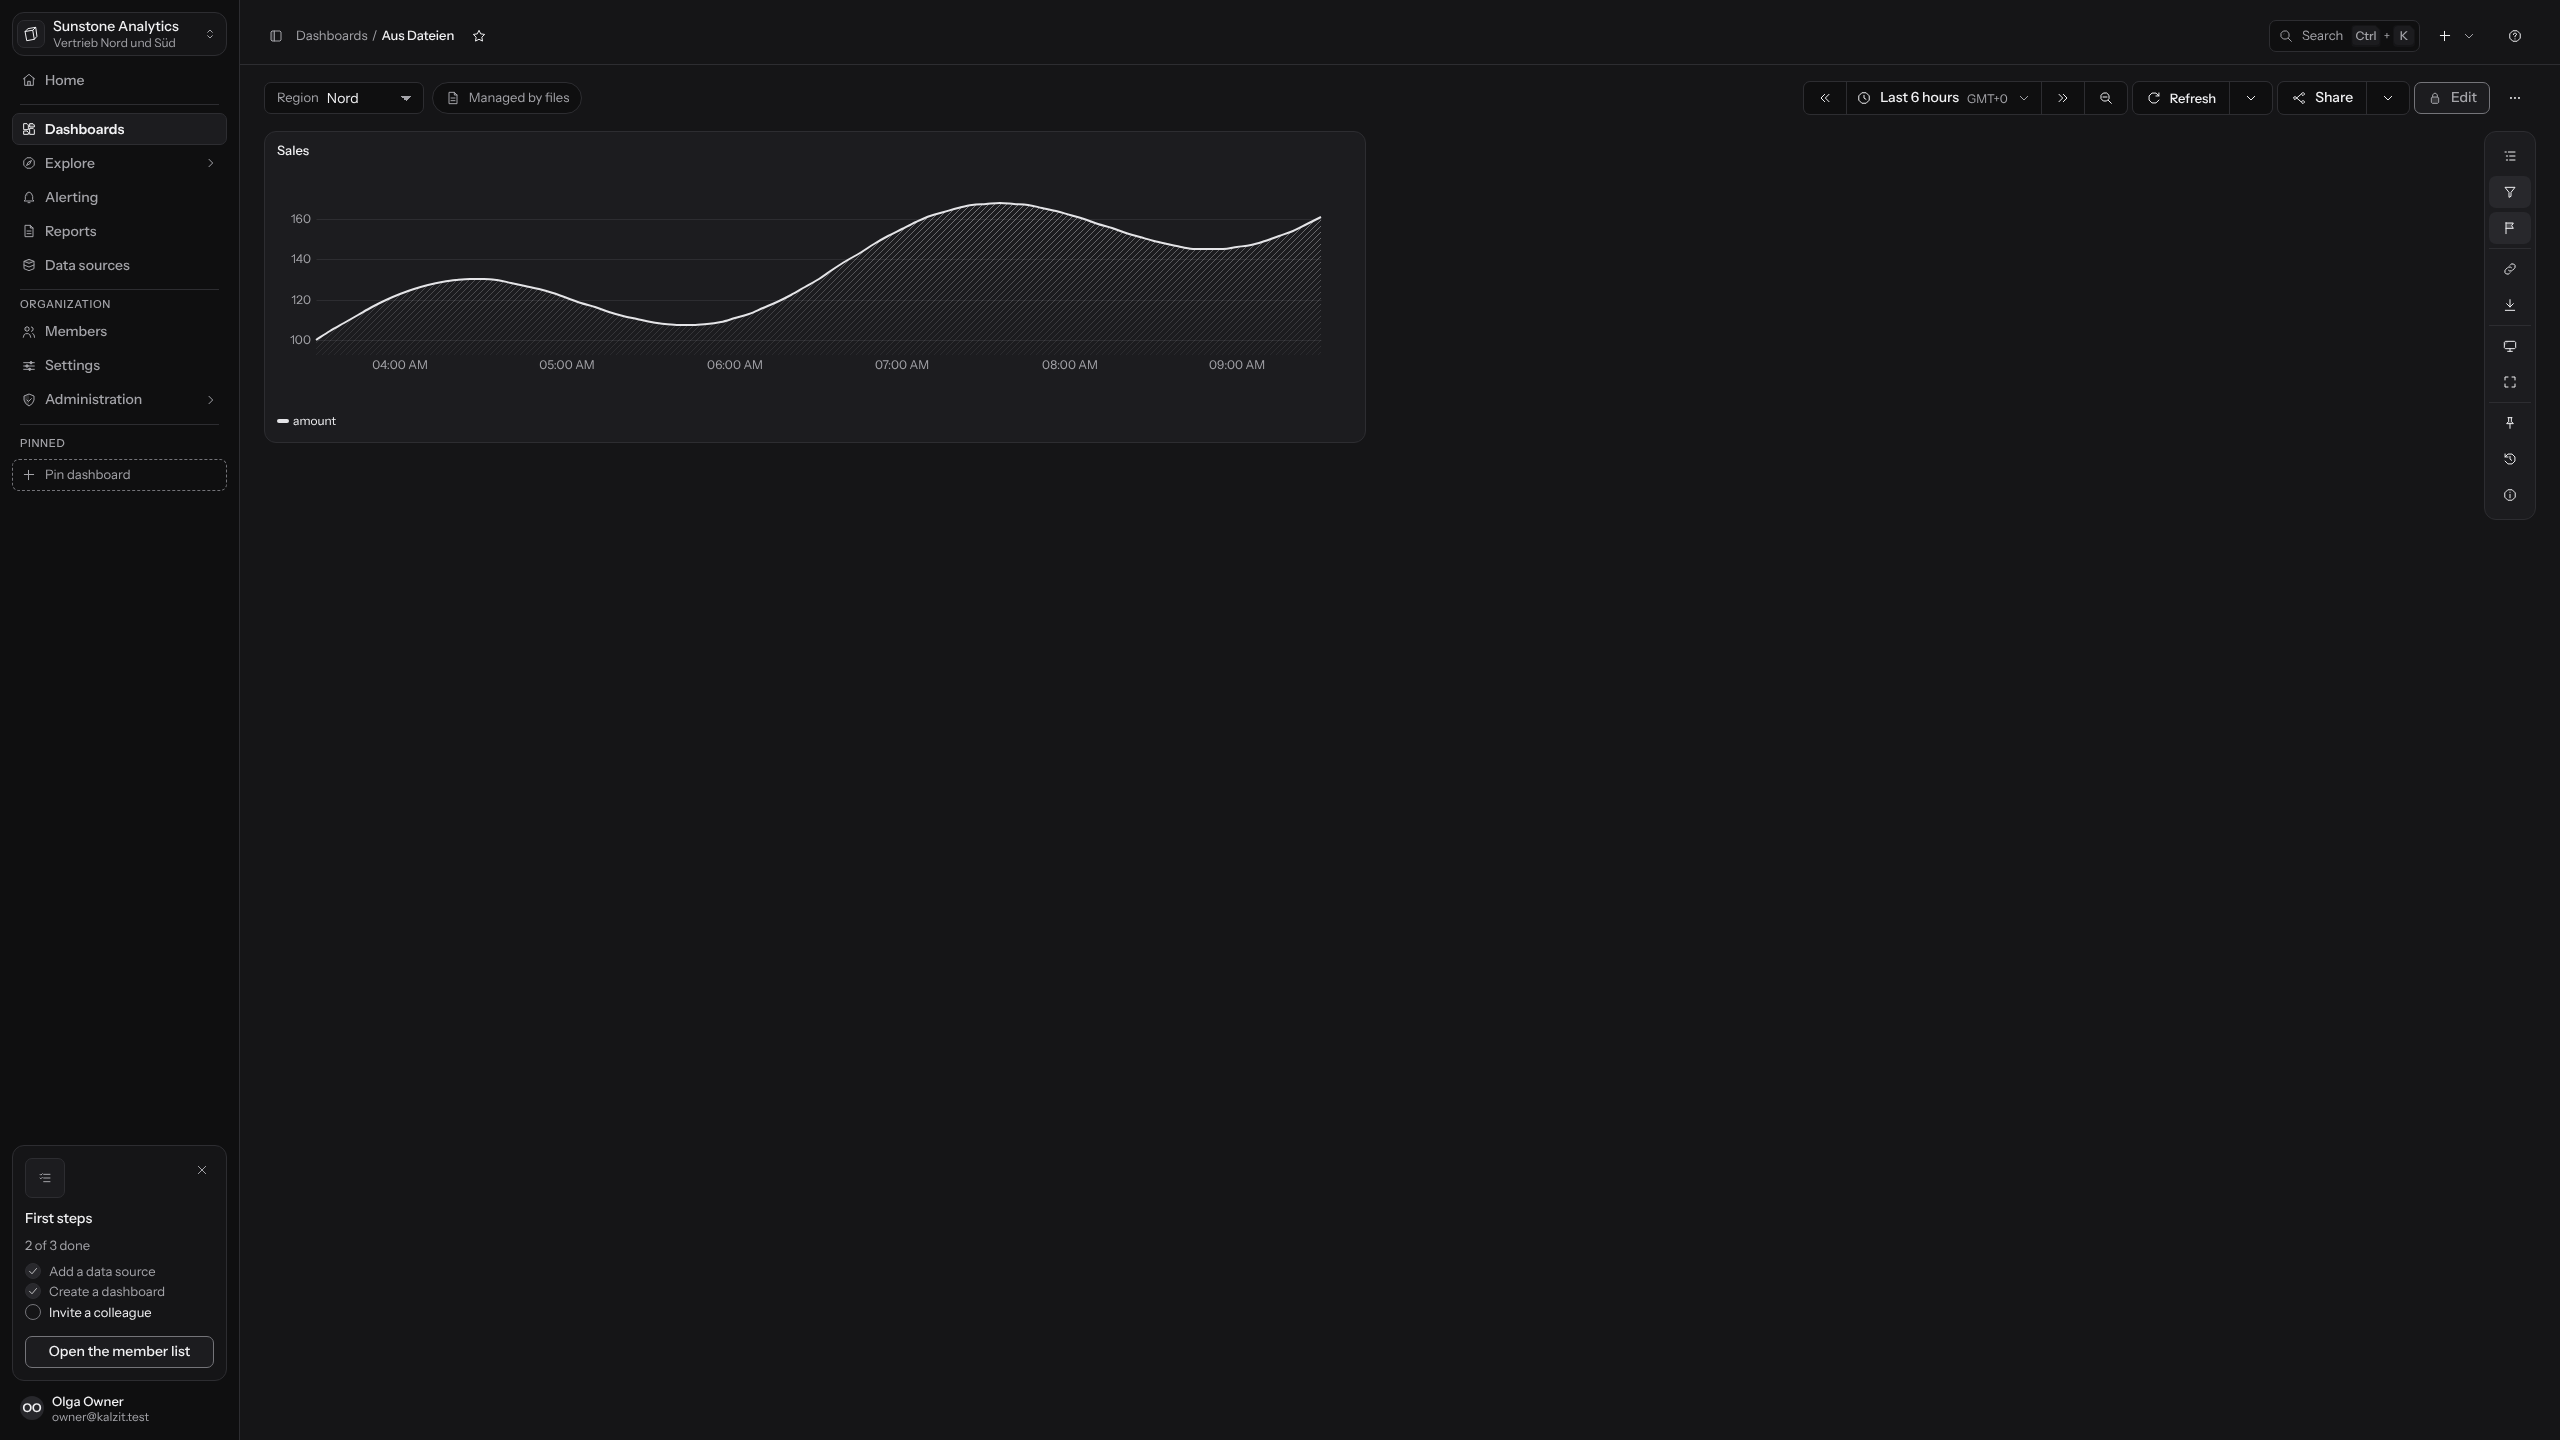 Sunstone Analytics
Vertrieb Nord und Süd
Home
Dashboards
Explore
Alerting
Reports
Data sources
ORGANIZATION
Members
Settings
Administration
PINNED
Pin dashboard
First steps
2 of 3 done
Add a data source
Create a dashboard
Invite a colleague
Open the member list
OO
Olga Owner
owner@kalzit.test
Dashboards / Aus Dateien
Search Ctrl + K
Region Nord
Managed by files
Last 6 hours GMT+0
Refresh
Share
Edit
Sales
160
140
120
100
04:00 AM 05:00 AM 06:00 AM 07:00 AM 08:00 AM 09:00 AM
amount